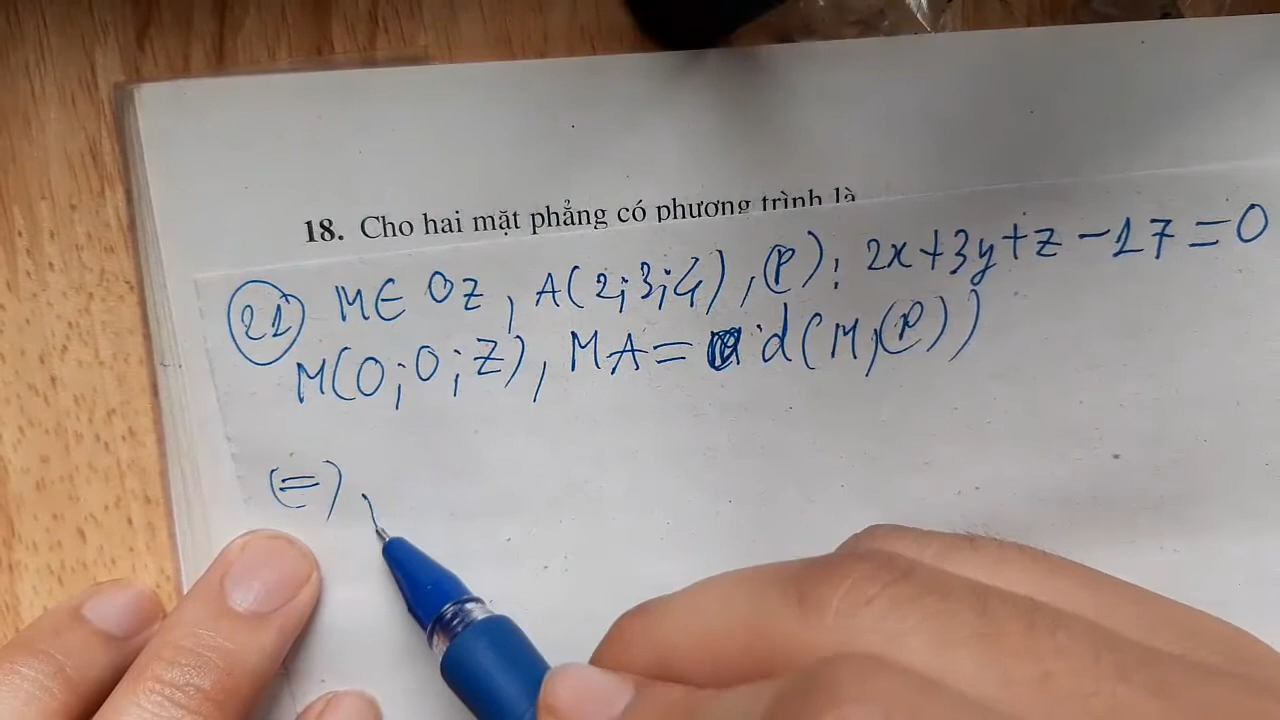 18. Cho hai mặt phẳng có phương trình là
21 M∈ Oz, A(2;3;4), (P): 2x+3y+z-17=0
M(0;0;z), MA= d(M,(P))
(=)